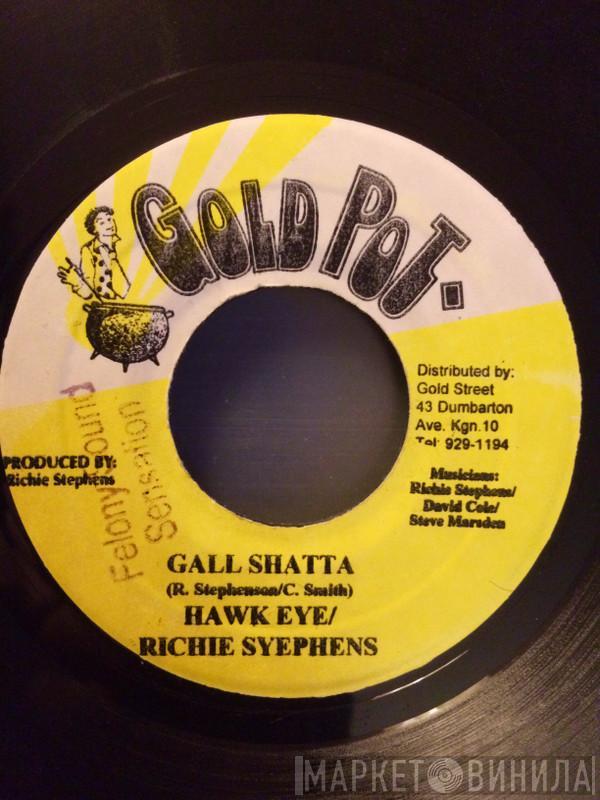 GOLD POT.
Distributed by:
Gold Street
43 Dumbarton
Ave. Kgn.10
Tel: 929-1194
PRODUCED BY:
Richie Stephens
Felony Sound
Sensation
Musicians:
Richie Stephens/
David Cole/
Steve Marsden
GALL SHATTA
(R. Stephenson/C. Smith)
HAWK EYE/
RICHIE SYEPHENS
МАРКЕТ ВИНИЛА